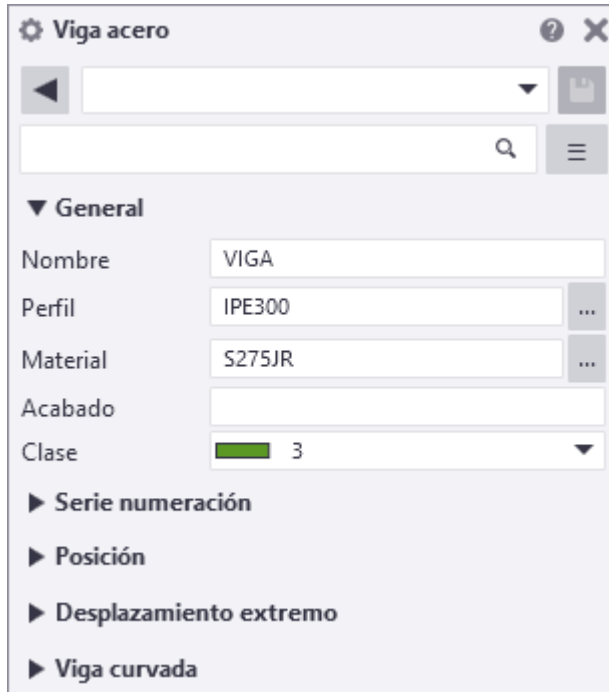 Viga acero
General
Nombre VIGA
Perfil IPE300 ...
Material S275JR ...
Acabado
Clase 3
Serie numeración
Posición
Desplazamiento extremo
Viga curvada